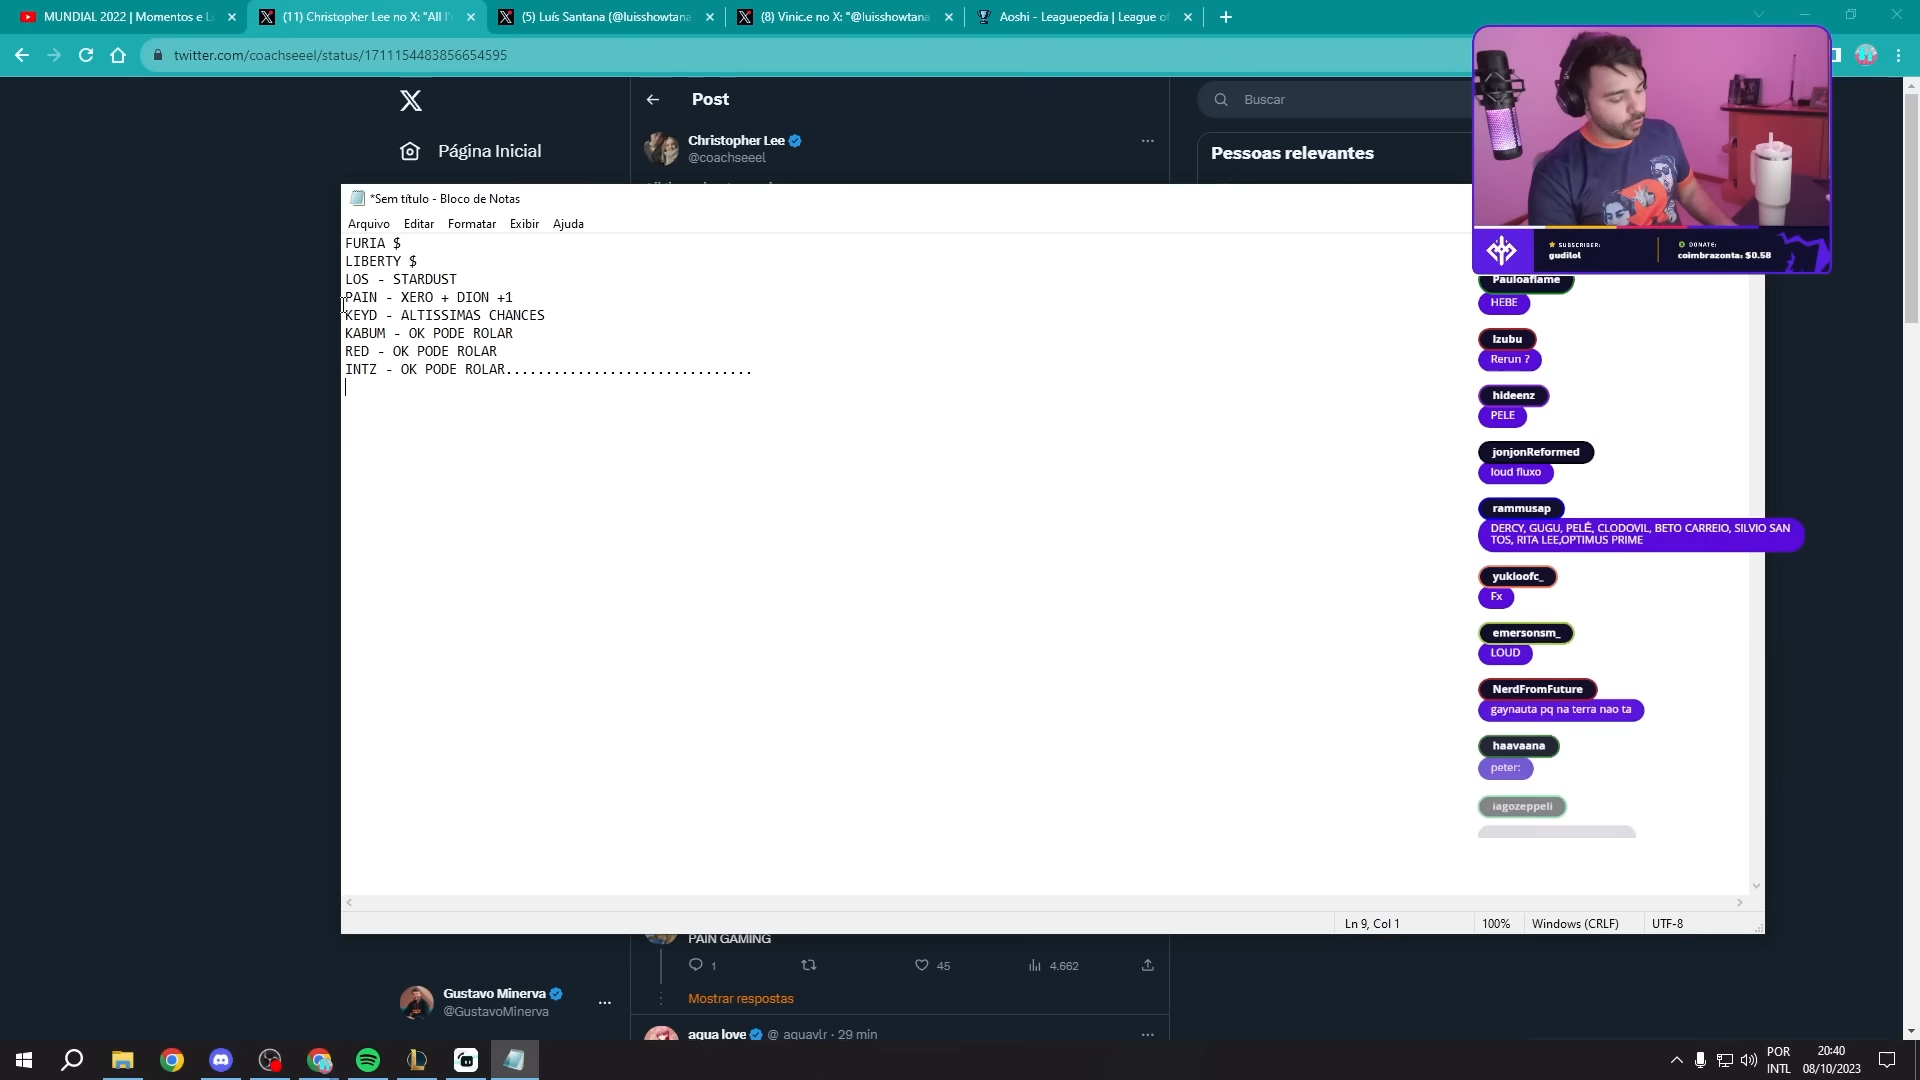 MUNDIAL 2022 | Momentos e L
(11) Christopher Lee no X: "All I'
(5) Luís Santana (@luisshowtana
(8) Vinic.e no X: "@luisshowtana
Aoshi - Leaguepedia | League of
twitter.com/coachseeel/status/1711154483856654595
Post
Buscar
Christopher Lee
@coachseeel
Página Inicial
Pessoas relevantes
*Sem título - Bloco de Notas
Arquivo Editar Formatar Exibir Ajuda
FURIA $
LIBERTY $
LOS - STARDUST
PAIN - XERO + DION +1
KEYD - ALTISSIMAS CHANCES
KABUM - OK PODE ROLAR
RED - OK PODE ROLAR
INTZ - OK PODE ROLAR...............................
SUBSCRIBER:
gudilol
DONATE:
coimbrazonta: $0.58
Pauloaflame
HEBE
Izubu
Rerun ?
hideenz
PELE
jonjonReformed
loud fluxo
rammusap
DERCY, GUGU, PELÉ, CLODOVIL, BETO CARREIO, SILVIO SAN
TOS, RITA LEE,OPTIMUS PRIME
yukioofc_
Fx
emersonsm_
LOUD
NerdFromFuture
gaynauta pq na terra nao ta
haavaana
peter:
iagozeppeli
Ln 9, Col 1
100%
Windows (CRLF)
UTF-8
PAIN GAMING
1
45
4.662
Mostrar respostas
Gustavo Minerva
@GustavoMinerva
aqua love @ aquavlr · 29 min
POR
INTL
20:40
08/10/2023